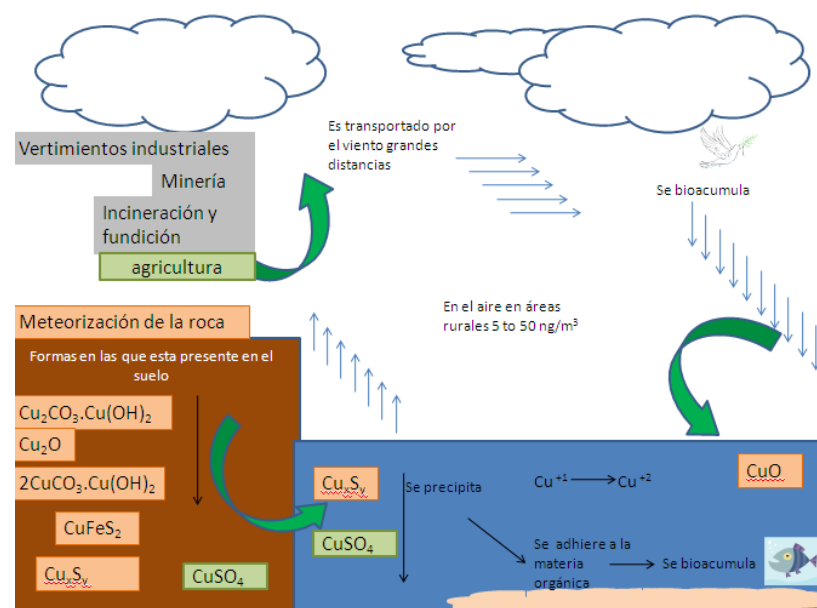 Es transportado por
el viento grandes
distancias
Vertimientos industriales
Minería
Incineración y
fundición
agricultura
Se bioacumula
En el aire en áreas
rurales 5 to 50 ng/m³
Meteorización de la roca
Formas en las que esta presente en el
suelo
Cu₂CO₃.Cu(OH)₂
Cu₂O
2CuCO₃.Cu(OH)₂
CuFeS₂
CuₓSᵧ
CuSO₄
CuₓSᵧ
CuSO₄
Se precipita
Cu⁺¹ Cu⁺²
CuO
Se adhiere a la
materia
orgánica
Se bioacumula